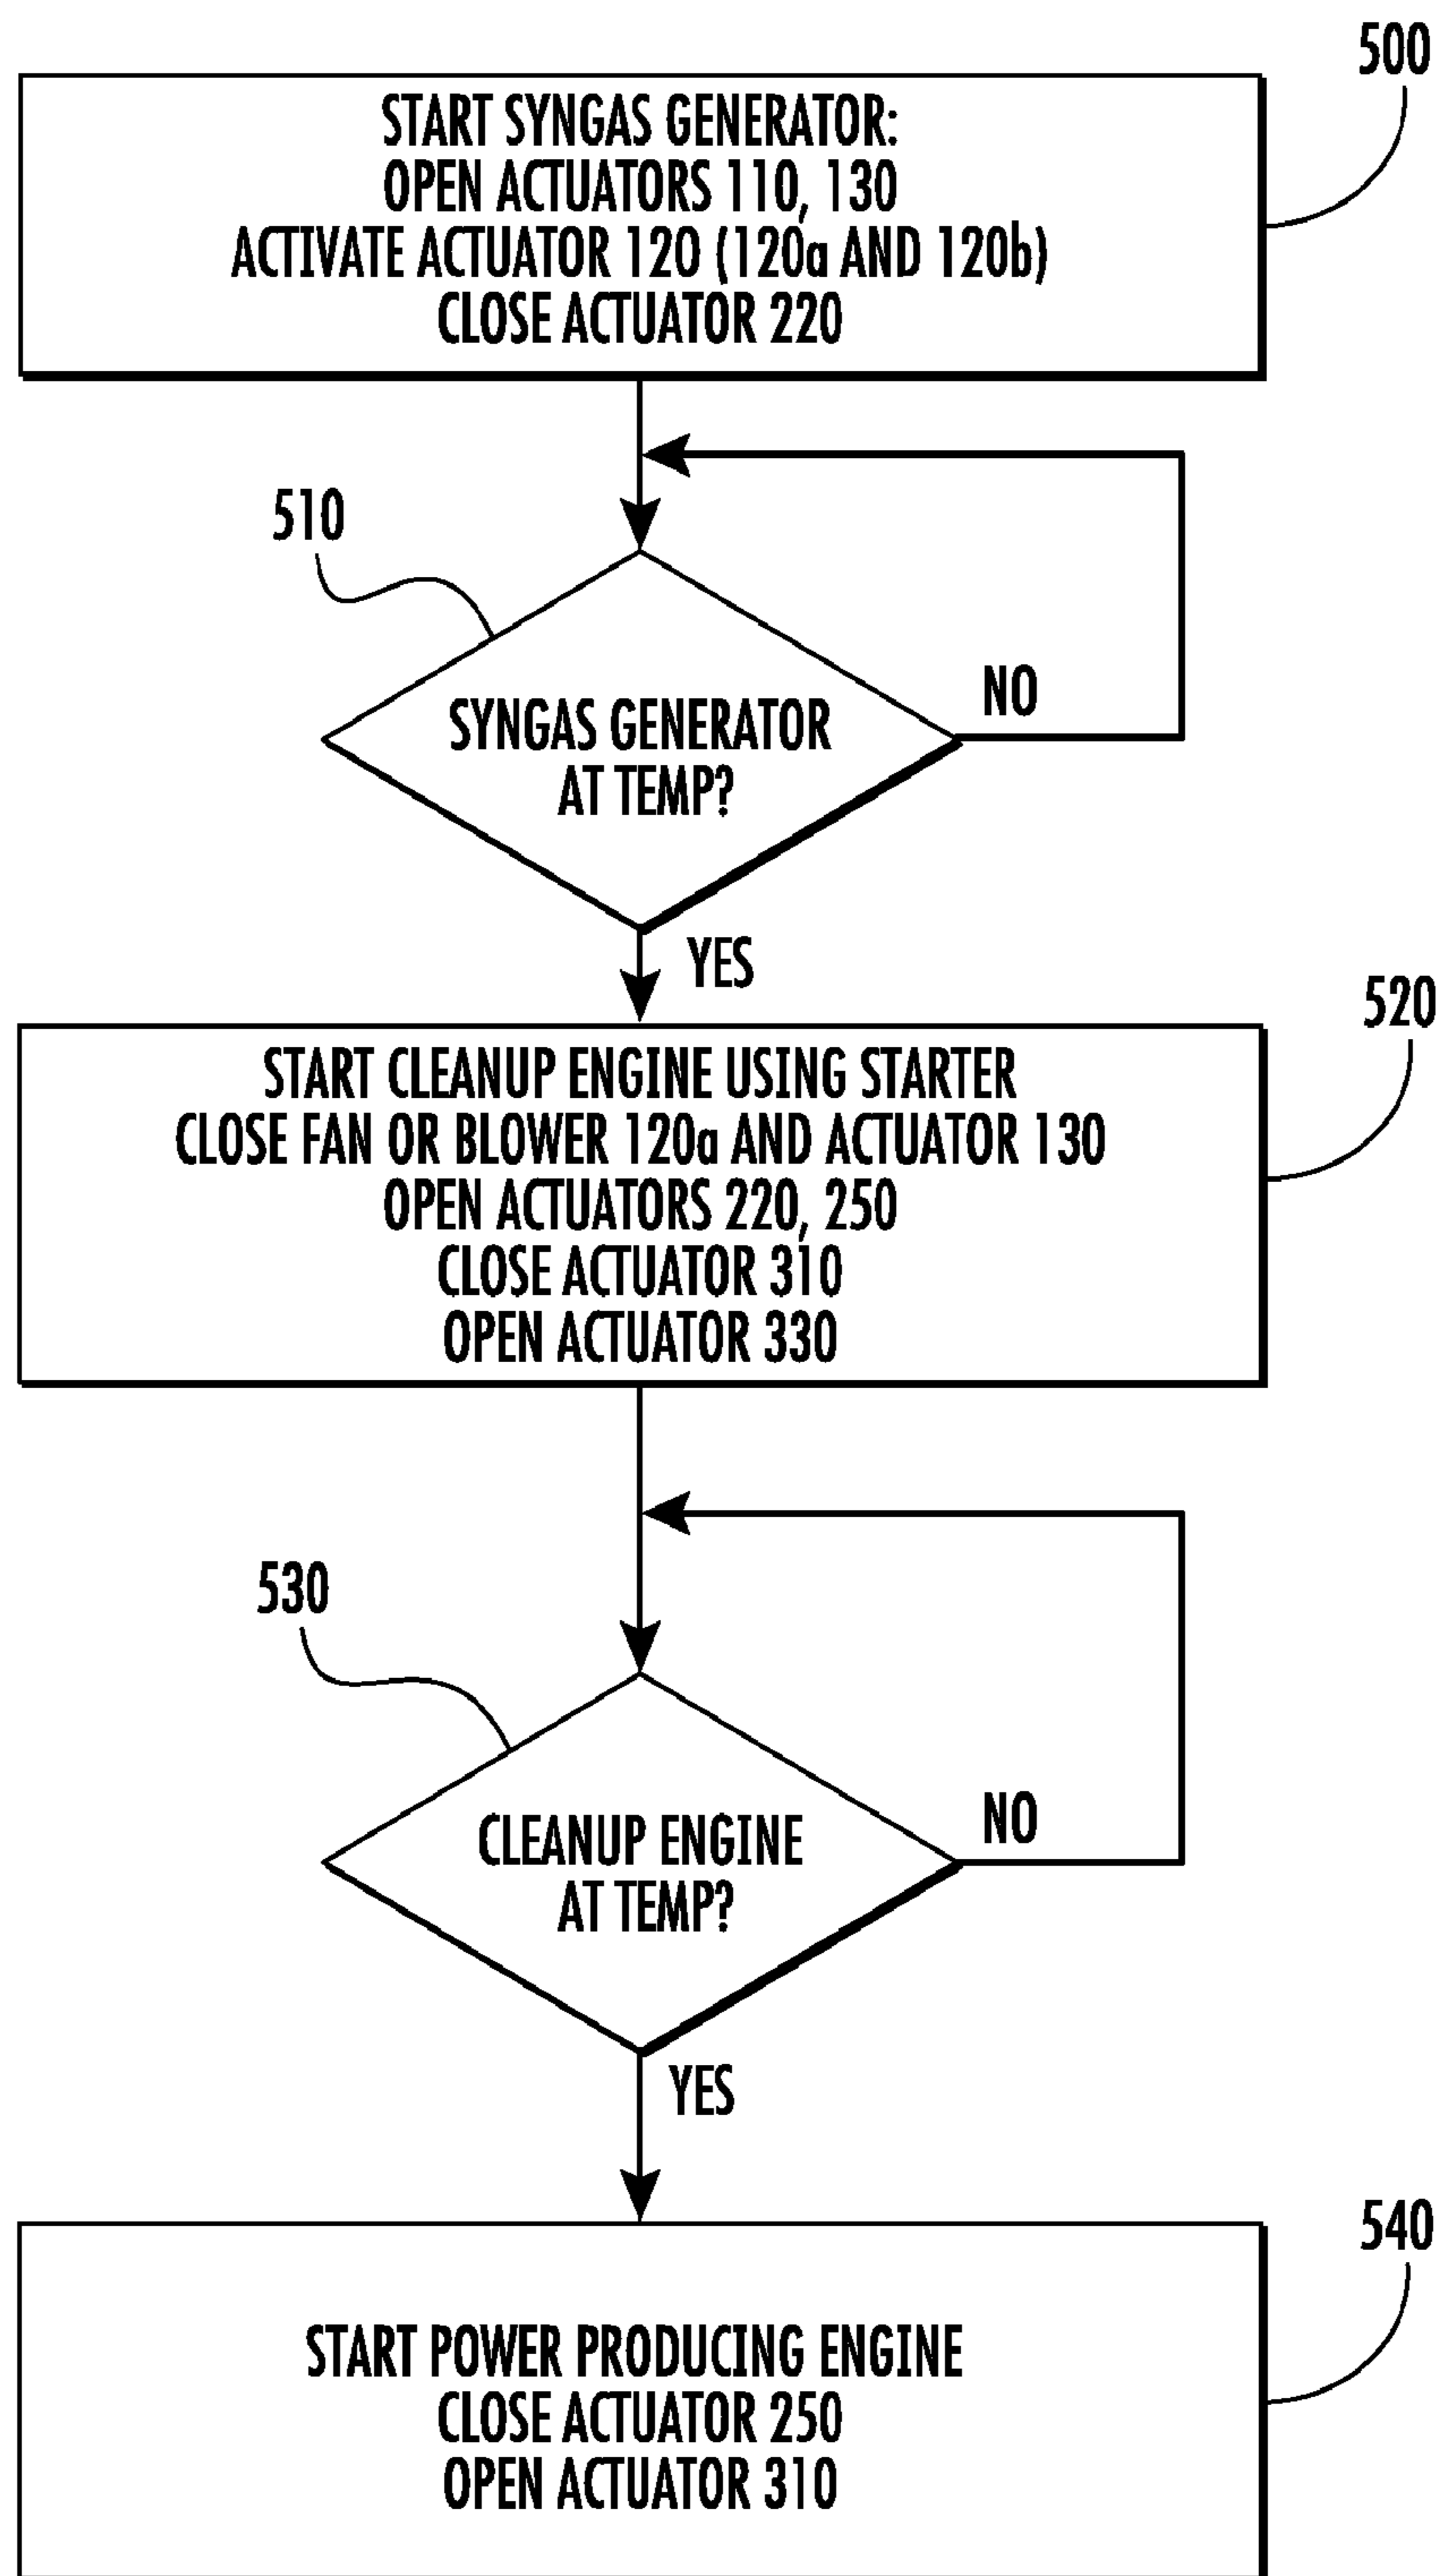 500
START SYNGAS GENERATOR:
OPEN ACTUATORS 110, 130
ACTIVATE ACTUATOR 120 (120a AND 120b)
CLOSE ACTUATOR 220
510
NO
SYNGAS GENERATOR
AT TEMP?
YES
520
START CLEANUP ENGINE USING STARTER
CLOSE FAN OR BLOWER 120a AND ACTUATOR 130
OPEN ACTUATORS 220, 250
CLOSE ACTUATOR 310
OPEN ACTUATOR 330
530
NO
CLEANUP ENGINE
AT TEMP?
YES
540
START POWER PRODUCING ENGINE
CLOSE ACTUATOR 250
OPEN ACTUATOR 310